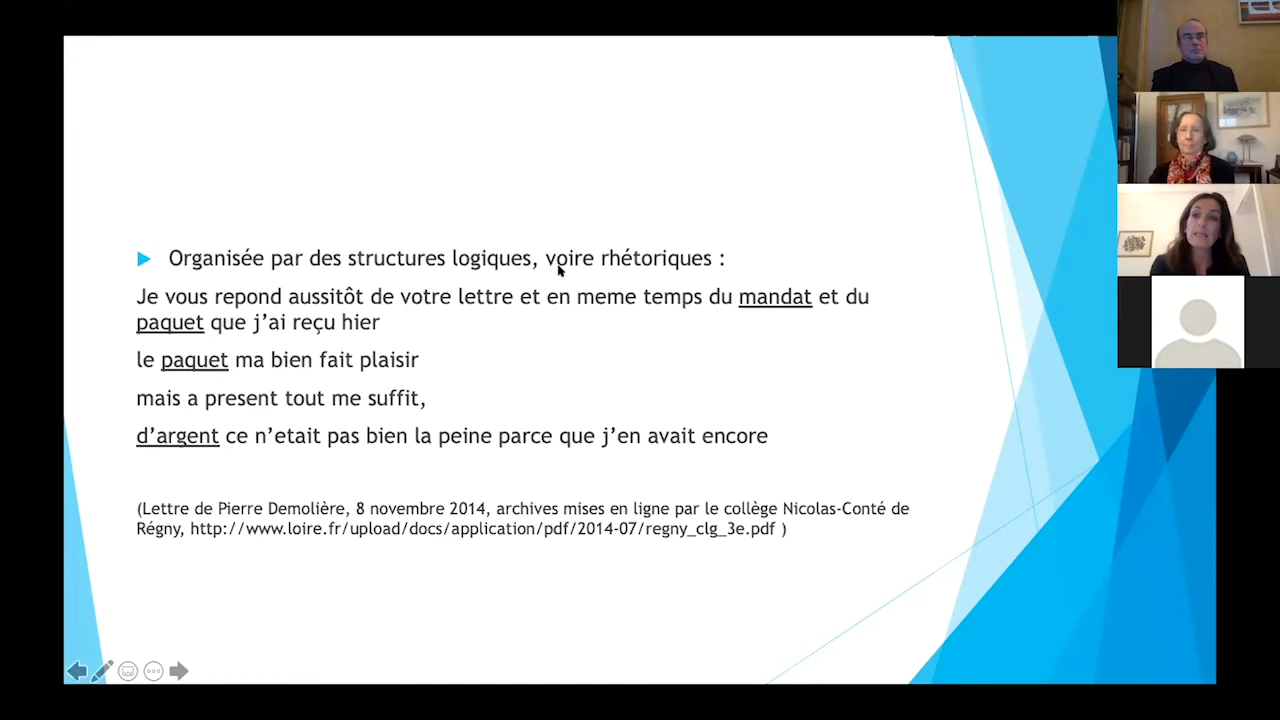 Organisée par des structures logiques, voire rhétoriques :
Je vous repond aussitôt de votre lettre et en meme temps du mandat et du
paquet que j’ai reçu hier
le paquet ma bien fait plaisir
mais a present tout me suffit,
d’argent ce n’etait pas bien la peine parce que j’en avait encore
(Lettre de Pierre Demolière, 8 novembre 2014, archives mises en ligne par le collège Nicolas-Conté de
Régny, http://www.loire.fr/upload/docs/application/pdf/2014-07/regny_clg_3e.pdf )